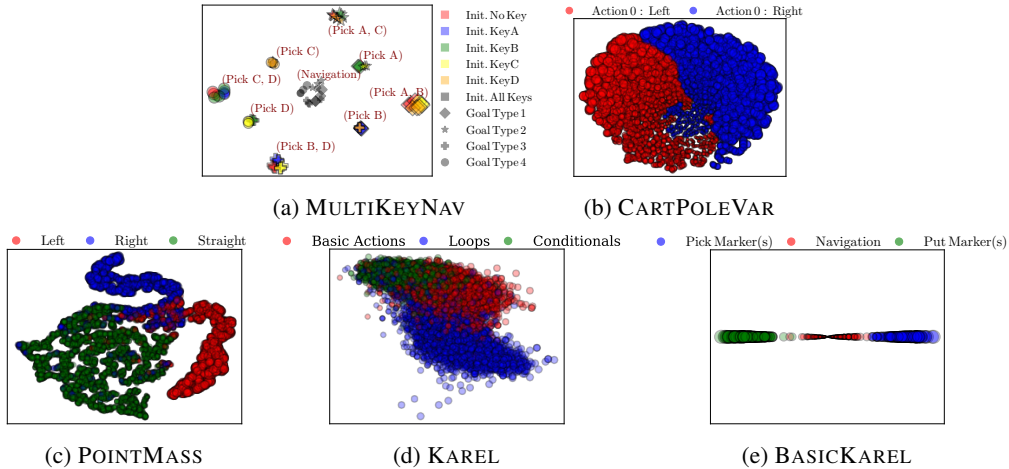 (Pick A, C)
(Pick C)
(Pick A)
(Navigation)
(Pick C, D)
(Pick A, B)
(Pick D)
(Pick B)
(Pick B, D)
Init. No Key
Init. KeyA
Init. KeyB
Init. KeyC
Init. KeyD
Init. All Keys
Goal Type 1
Goal Type 2
Goal Type 3
Goal Type 4
(a) MULTIKEYNAV
Action 0 : Left Action 0 : Right
(b) CARTPOLEVAR
Left Right Straight
(c) POINTMASS
Basic Actions Loops Conditionals
(d) KAREL
Pick Marker(s) Navigation Put Marker(s)
(e) BASICKAREL